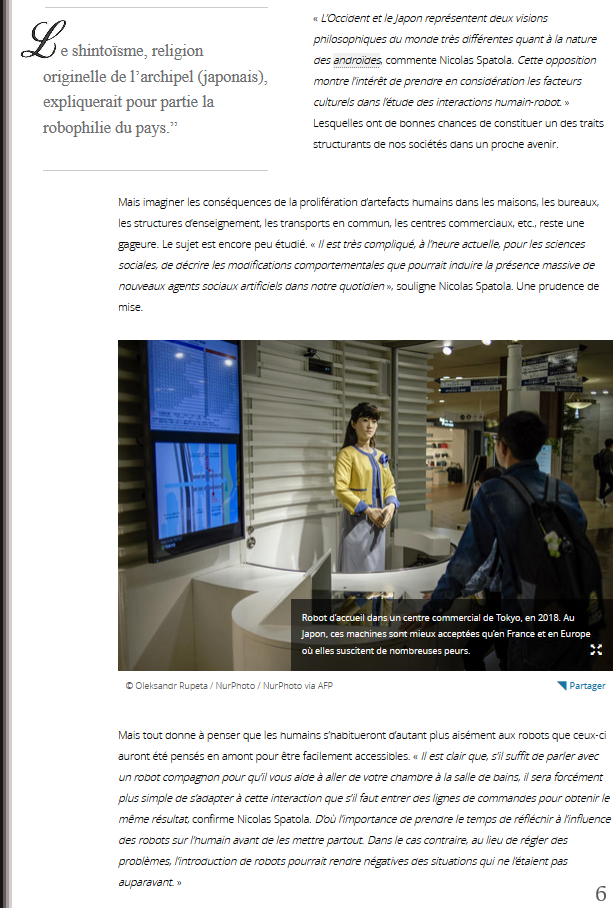 Le shintoïsme, religion
originelle de l'archipel (japonais),
expliquerait pour partie la
robophilie du pays.”
« L'Occident et le Japon représentent deux visions
philosophiques du monde très différentes quant à la nature
des androïdes, commente Nicolas Spatola. Cette opposition
montre l'intérêt de prendre en considération les facteurs
culturels dans l'étude des interactions humain-robot. »
Lesquelles ont de bonnes chances de constituer un des traits
structurants de nos sociétés dans un proche avenir.
Mais imaginer les conséquences de la prolifération d'artefacts humains dans les maisons, les bureaux,
les structures d'enseignement, les transports en commun, les centres commerciaux, etc., reste une
gageure. Le sujet est encore peu étudié. « Il est très compliqué, à l'heure actuelle, pour les sciences
sociales, de décrire les modifications comportementales que pourrait induire la présence massive de
nouveaux agents sociaux artificiels dans notre quotidien », souligne Nicolas Spatola. Une prudence de
mise.
Robot d'accueil dans un centre commercial de Tokyo, en 2018. Au
Japon, ces machines sont mieux acceptées qu'en France et en Europe
où elles suscitent de nombreuses peurs.
© Oleksandr Rupeta / NurPhoto / NurPhoto via AFP
Partager
Mais tout donne à penser que les humains s'habitueront d'autant plus aisément aux robots que ceux-ci
auront été pensés en amont pour être facilement accessibles. « Il est clair que, s'il suffit de parler avec
un robot compagnon pour qu'il vous aide à aller de votre chambre à la salle de bains, il sera forcément
plus simple de s'adapter à cette interaction que s'il faut entrer des lignes de commandes pour obtenir le
même résultat, confirme Nicolas Spatola. D'où l'importance de prendre le temps de réfléchir à l'influence
des robots sur l'humain avant de les mettre partout. Dans le cas contraire, au lieu de régler des
problèmes, l'introduction de robots pourrait rendre négatives des situations qui ne l'étaient pas
auparavant. »
6